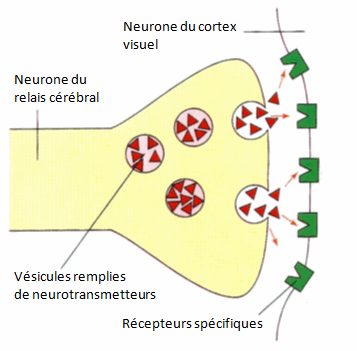 Neurone du cortex
visuel
Neurone du
relais cérébral
Vésicules remplies
de neurotransmetteurs
Récepteurs spécifiques